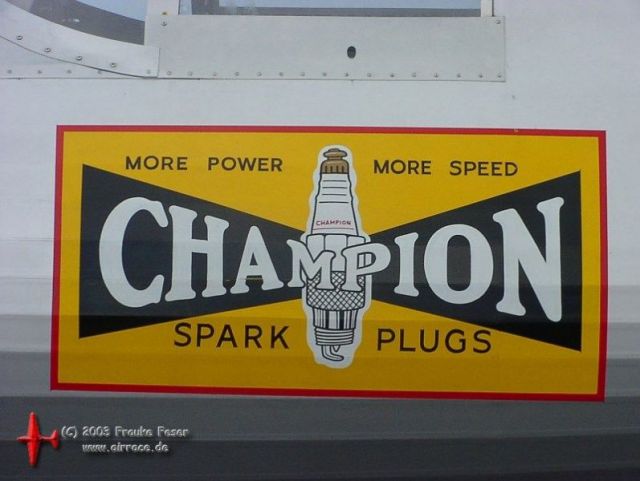 MORE POWER MORE SPEED
CHAMPION
CHAMPION
SPARK PLUGS
(C) 2003 Frauke Feser
www.airrace.de